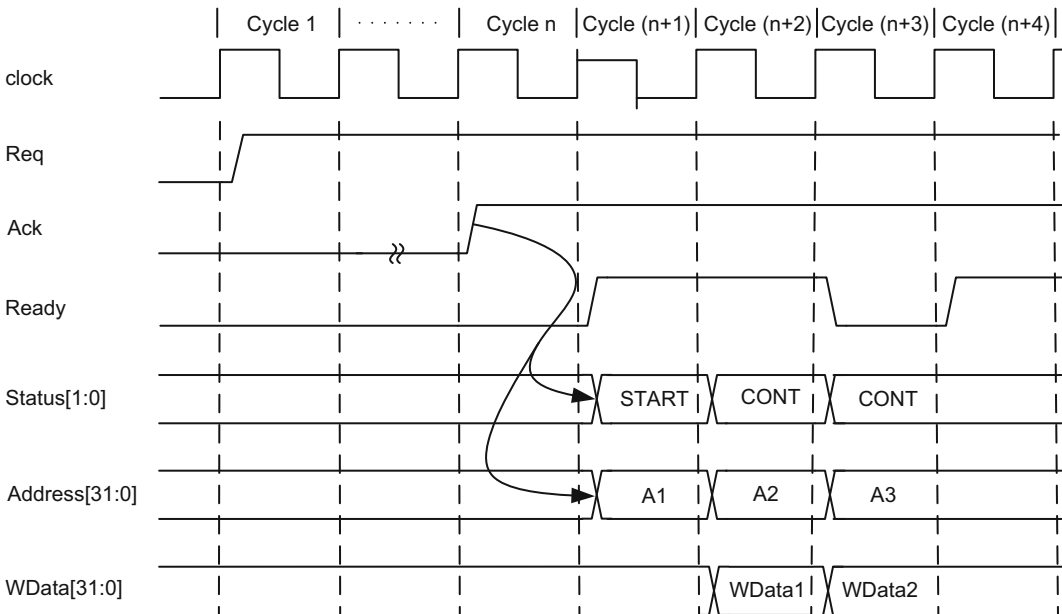 Cycle 1 . . . . . . . Cycle n Cycle (n+1) Cycle (n+2) Cycle (n+3) Cycle (n+4)
clock
Req
Ack
Ready
Status[1:0] START CONT CONT
Address[31:0] A1 A2 A3
WData[31:0] WData1 WData2